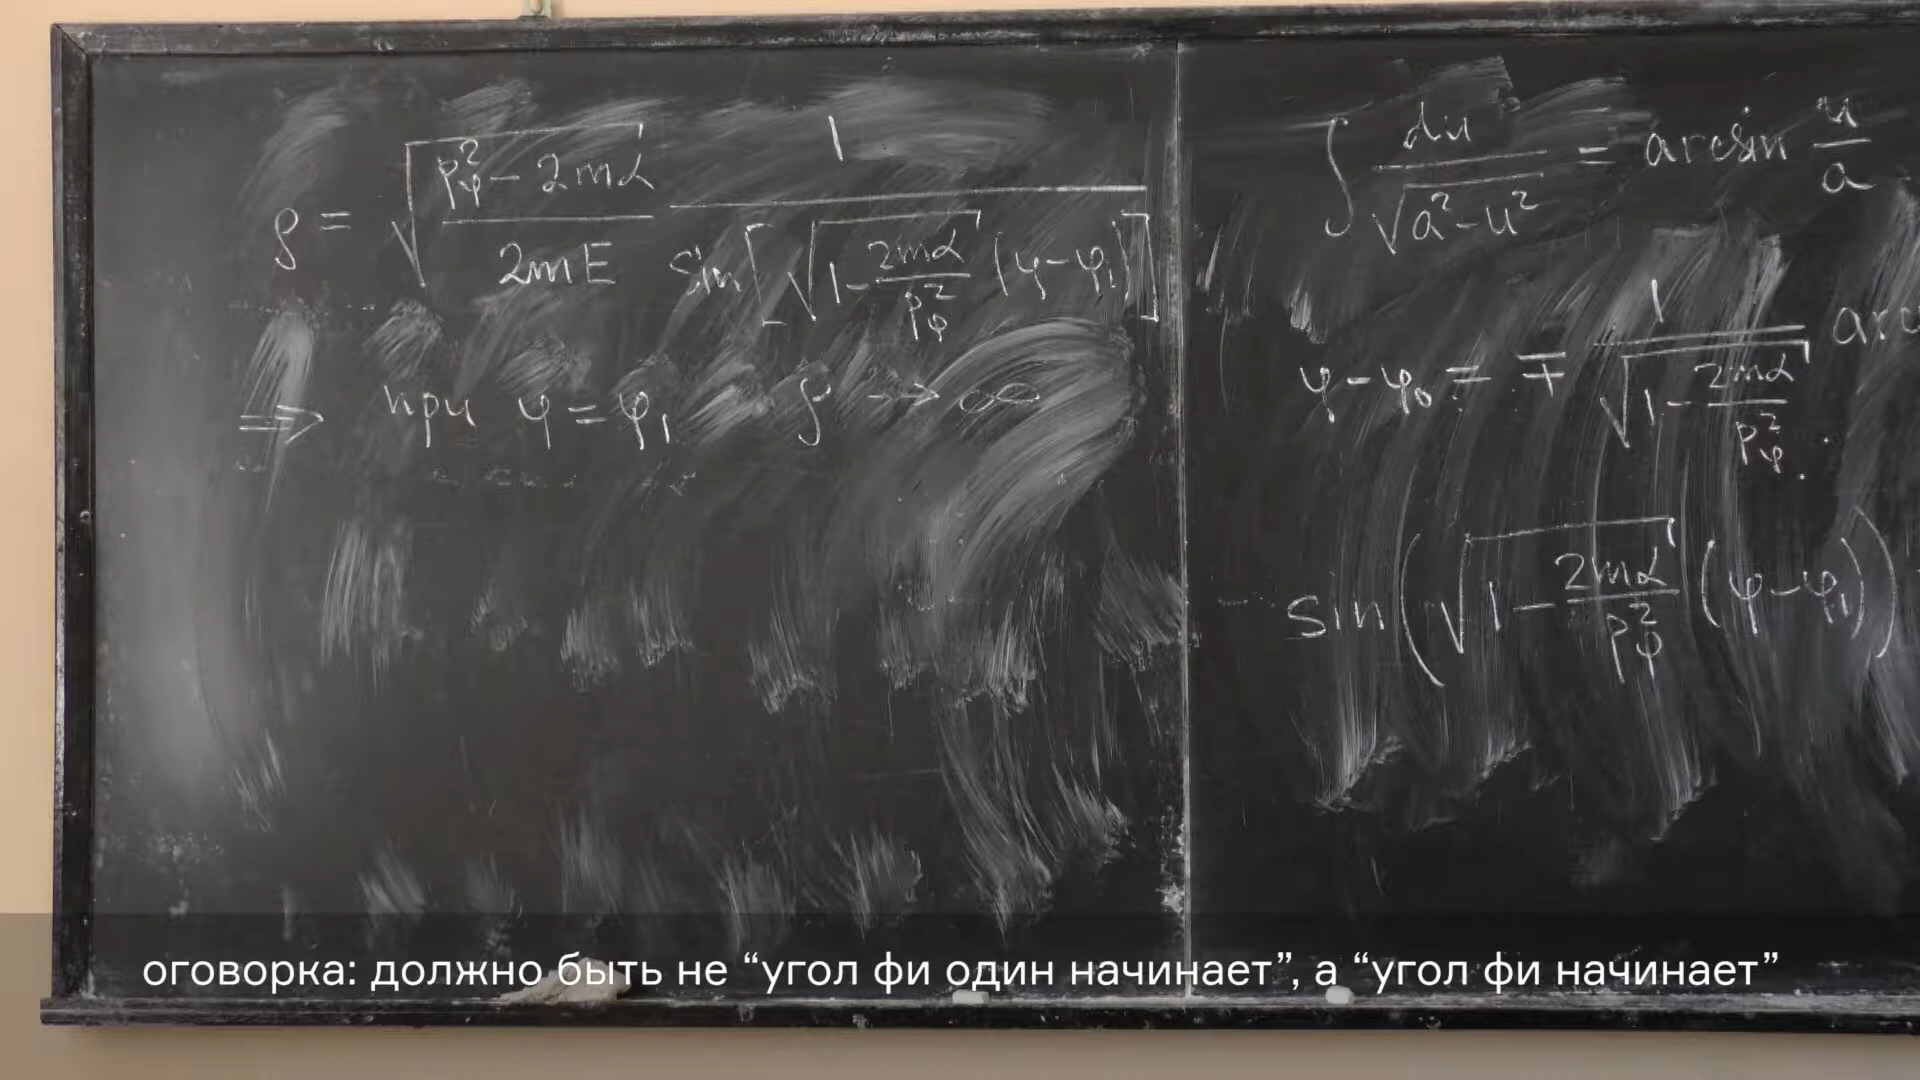 ρ = √((p_φ² − 2mα)/(2mE)) 1/(sin[√(1 − 2mα/p_φ²) (φ−φ₁)])
⇒ при φ = φ₁ ρ → ∞
∫ du/√(a² − u²) = arcsin u/a
φ − φ₀ = ∓ 1/√(1 − 2mα/p_φ²) arc
sin(√(1 − 2mα/p_φ²) (φ−φ₁))
оговорка: должно быть не “угол фи один начинает”, а “угол фи начинает”